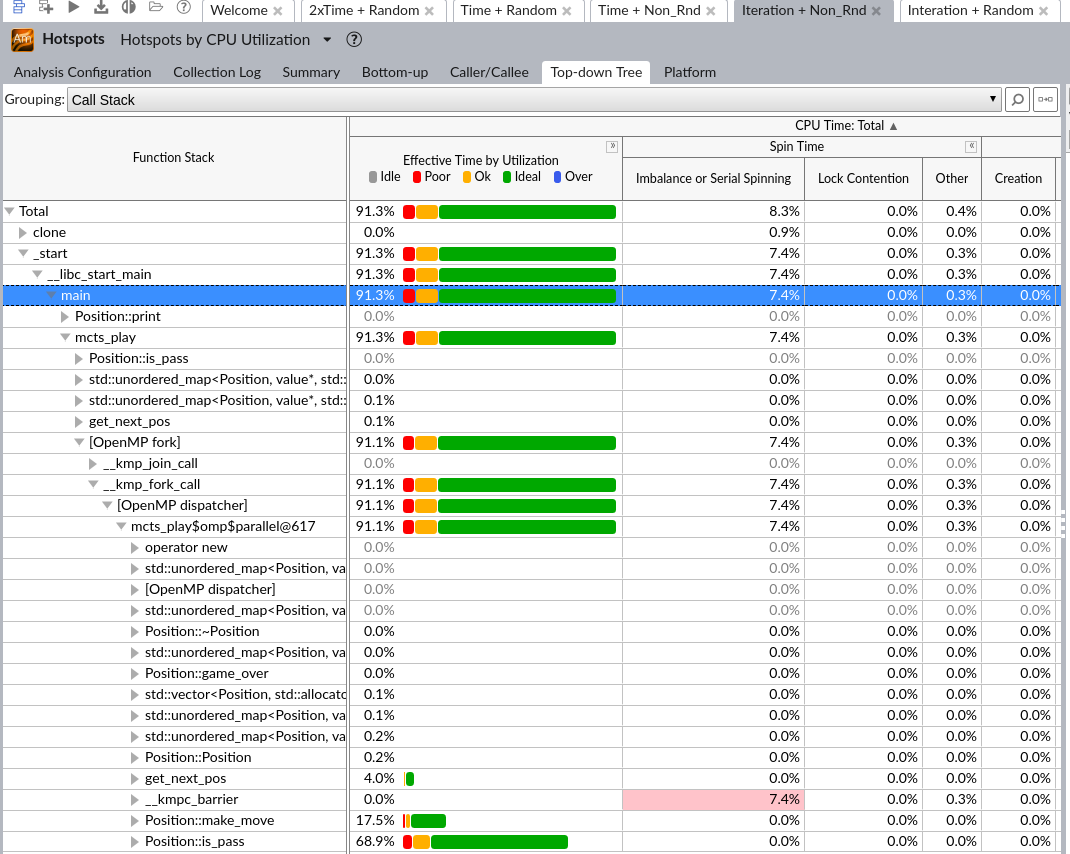 Welcome 2xTime + Random Time + Random Time + Non_Rnd Iteration + Non_Rnd Interation + Random
Hotspots Hotspots by CPU Utilization
Analysis Configuration Collection Log Summary Bottom-up Caller/Callee Top-down Tree Platform
Grouping: Call Stack
CPU Time: Total
Function Stack
Effective Time by Utilization
Idle Poor Ok Ideal Over
Spin Time
Imbalance or Serial Spinning Lock Contention Other Creation
Total 91.3% 8.3% 0.0% 0.4% 0.0%
clone 0.0% 0.9% 0.0% 0.0% 0.0%
_start 91.3% 7.4% 0.0% 0.3% 0.0%
__libc_start_main 91.3% 7.4% 0.0% 0.3% 0.0%
main 91.3% 7.4% 0.0% 0.3% 0.0%
Position::print 0.0% 0.0% 0.0% 0.0% 0.0%
mcts_play 91.3% 7.4% 0.0% 0.3% 0.0%
Position::is_pass 0.0% 0.0% 0.0% 0.0% 0.0%
std::unordered_map<Position, value*, std:: 0.0% 0.0% 0.0% 0.0% 0.0%
std::unordered_map<Position, value*, std:: 0.1% 0.0% 0.0% 0.0% 0.0%
get_next_pos 0.1% 0.0% 0.0% 0.0% 0.0%
[OpenMP fork] 91.1% 7.4% 0.0% 0.3% 0.0%
__kmp_join_call 0.0% 0.0% 0.0% 0.0% 0.0%
__kmp_fork_call 91.1% 7.4% 0.0% 0.3% 0.0%
[OpenMP dispatcher] 91.1% 7.4% 0.0% 0.3% 0.0%
mcts_play$omp$parallel@617 91.1% 7.4% 0.0% 0.3% 0.0%
operator new 0.0% 0.0% 0.0% 0.0% 0.0%
std::unordered_map<Position, va 0.0% 0.0% 0.0% 0.0% 0.0%
[OpenMP dispatcher] 0.0% 0.0% 0.0% 0.0% 0.0%
std::unordered_map<Position, va 0.0% 0.0% 0.0% 0.0% 0.0%
Position::~Position 0.0% 0.0% 0.0% 0.0% 0.0%
std::unordered_map<Position, va 0.0% 0.0% 0.0% 0.0% 0.0%
Position::game_over 0.0% 0.0% 0.0% 0.0% 0.0%
std::vector<Position, std::allocato 0.1% 0.0% 0.0% 0.0% 0.0%
std::unordered_map<Position, va 0.1% 0.0% 0.0% 0.0% 0.0%
std::unordered_map<Position, va 0.2% 0.0% 0.0% 0.0% 0.0%
Position::Position 0.2% 0.0% 0.0% 0.0% 0.0%
get_next_pos 4.0% 0.0% 0.0% 0.0% 0.0%
__kmpc_barrier 0.0% 7.4% 0.0% 0.3% 0.0%
Position::make_move 17.5% 0.0% 0.0% 0.0% 0.0%
Position::is_pass 68.9% 0.0% 0.0% 0.0% 0.0%